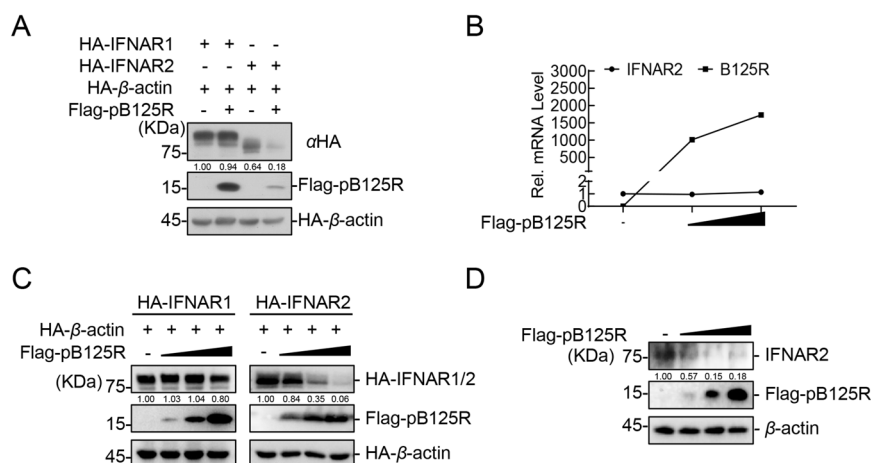 A
HA-IFNAR1 + + - -
HA-IFNAR2 - - + +
HA-β-actin + + + +
Flag-pB125R - + - +
(KDa)
75 αHA
1.00 0.94 0.64 0.18
15 Flag-pB125R
45 HA-β-actin
B
IFNAR2 B125R
Rel. mRNA Level
3000
2500
2000
1500
1000
500
2
1
0
Flag-pB125R -
C
HA-IFNAR1 HA-IFNAR2
HA-β-actin + + + + + + + +
Flag-pB125R - -
(KDa)
75 HA-IFNAR1/2
1.00 1.03 1.04 0.80 1.00 0.84 0.35 0.06
15 Flag-pB125R
45 HA-β-actin
D
Flag-pB125R -
(KDa) 75 IFNAR2
1.00 0.57 0.15 0.18
15 Flag-pB125R
45 β-actin